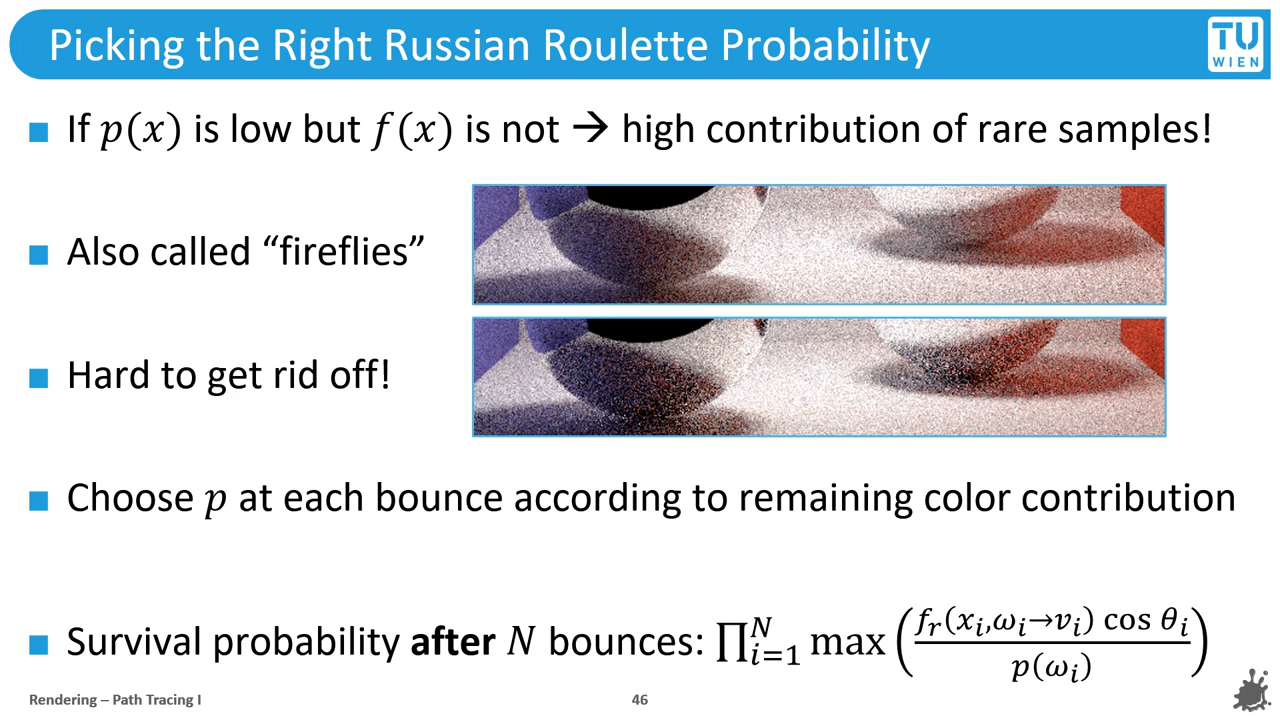 Picking the Right Russian Roulette Probability
TU
WIEN
If p(x) is low but f(x) is not → high contribution of rare samples!
Also called “fireflies”
Hard to get rid off!
Choose p at each bounce according to remaining color contribution
Survival probability after N bounces: ∏_{i=1}^{N} max (f_r(x_i,ω_i→v_i) cos θ_i / p(ω_i))
Rendering – Path Tracing I
46